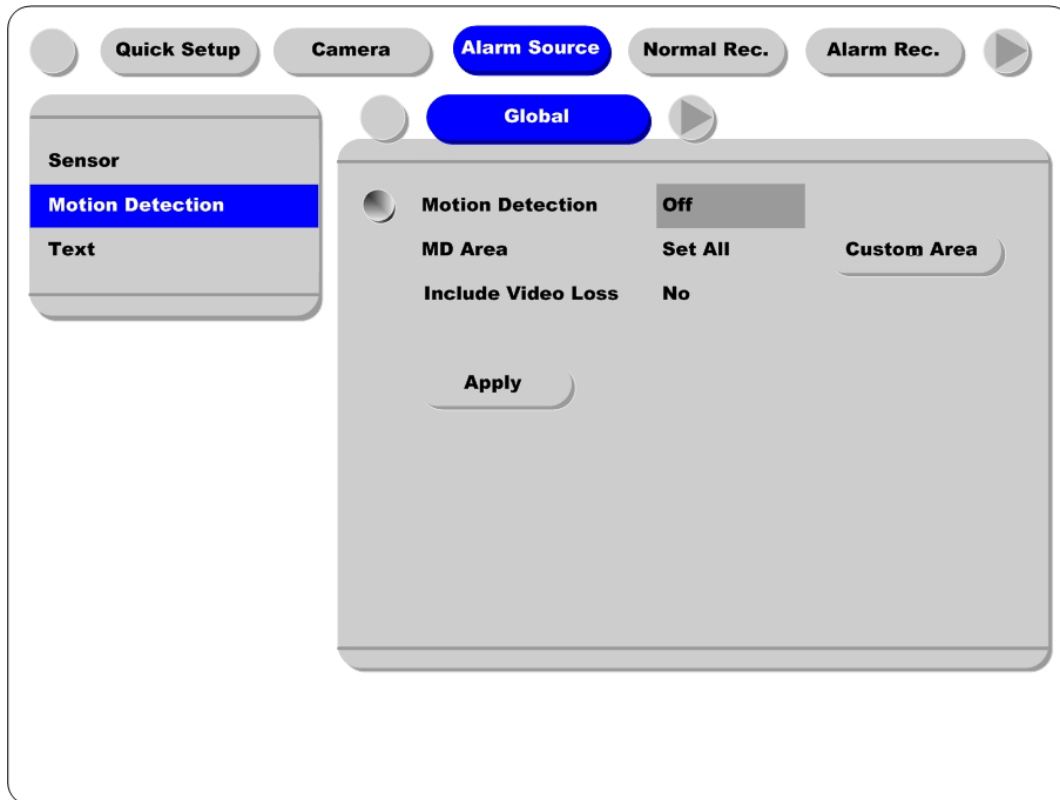 Quick Setup Camera Alarm Source Normal Rec. Alarm Rec.
Global
Sensor
Motion Detection
Text
Motion Detection Off
MD Area Set All Custom Area
Include Video Loss No
Apply